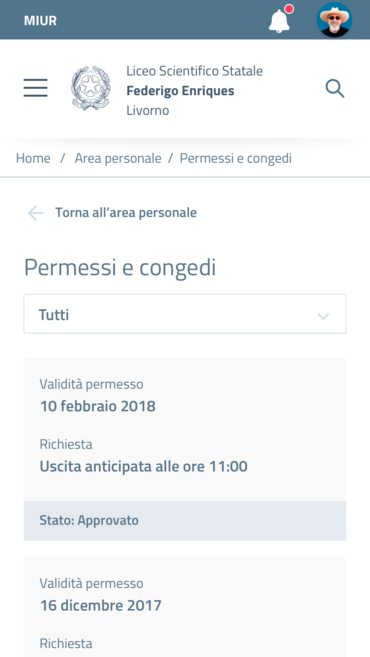 MIUR
Liceo Scientifico Statale
Federigo Enriques
Livorno
Home / Area personale / Permessi e congedi
Torna all’area personale
Permessi e congedi
Tutti
Validità permesso
10 febbraio 2018
Richiesta
Uscita anticipata alle ore 11:00
Stato: Approvato
Validità permesso
16 dicembre 2017
Richiesta